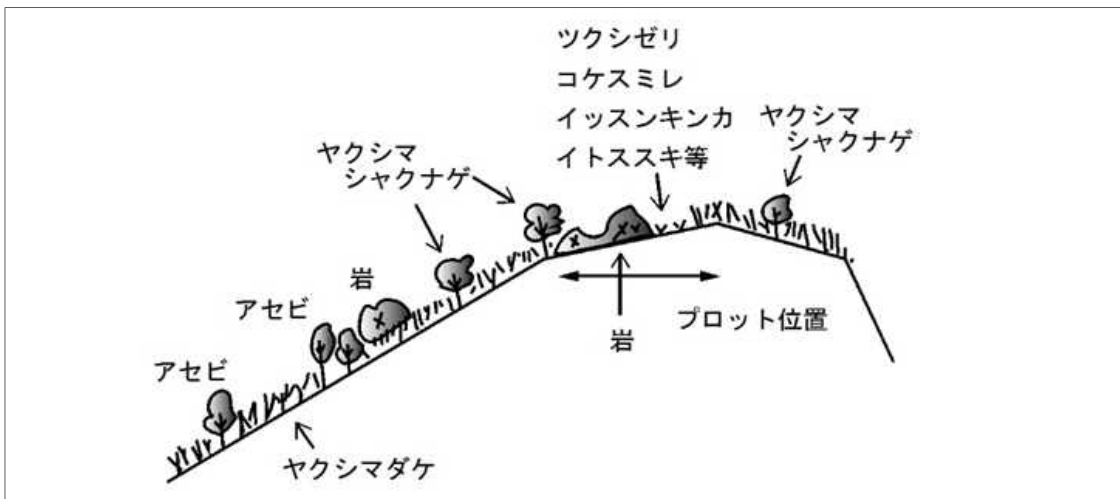 ツクシゼリ
コケスミレ
イッスンキンカ
イトススキ等
ヤクシマ
シャクナゲ
ヤクシマ
シャクナゲ
岩
アセビ
アセビ
プロット位置
岩
ヤクシマダケ